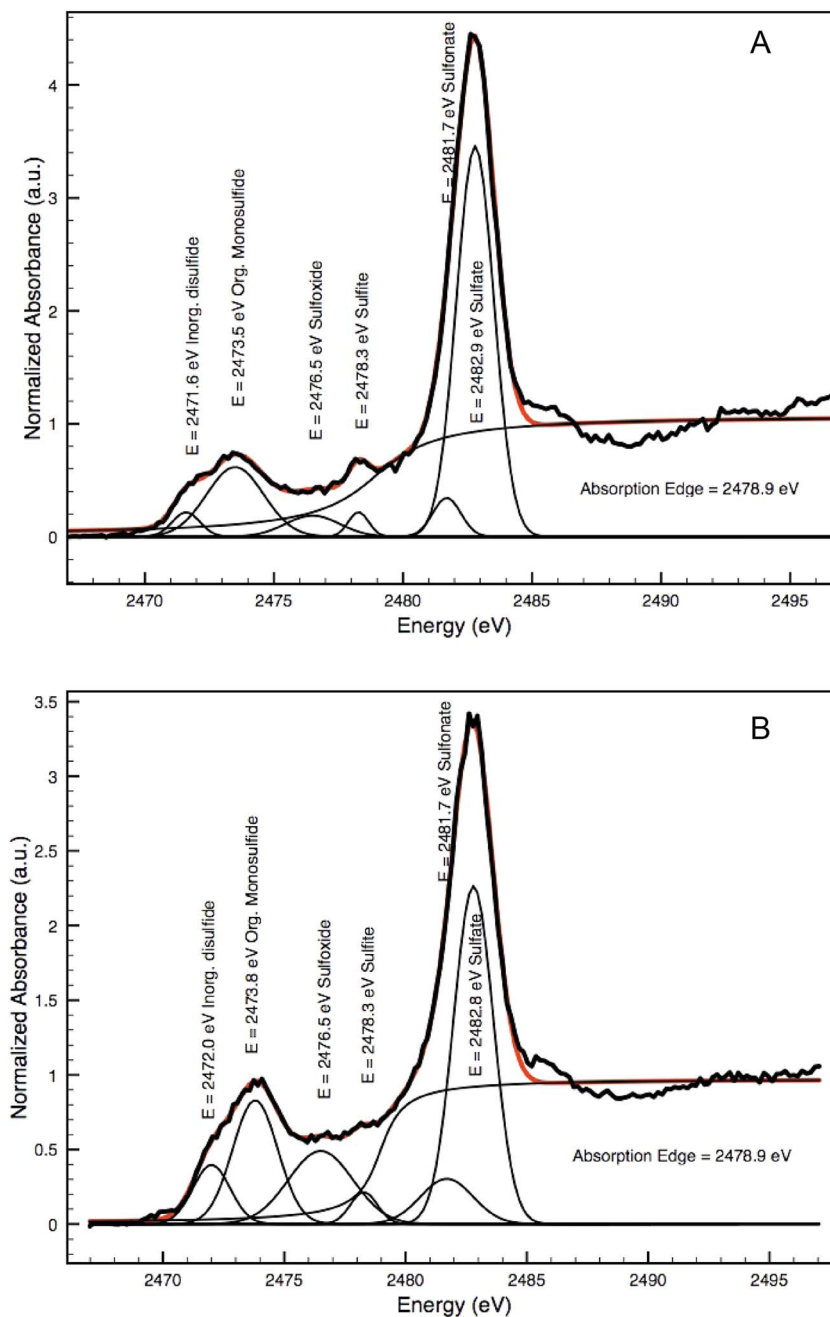 A
4
3
2
1
0
Normalized Absorbance (a.u.)
E = 2471.6 eV Inorg. disulfide
E = 2473.5 eV Org. Monosulfide
E = 2476.5 eV Sulfoxide
E = 2478.3 eV Sulfite
E = 2481.7 eV Sulfonate
E = 2482.9 eV Sulfate
Absorption Edge = 2478.9 eV
2470 2475 2480 2485 2490 2495
Energy (eV)
B
3.5
3
2.5
2
1.5
1
0.5
0
Normalized Absorbance (a.u.)
E = 2472.0 eV Inorg. disulfide
E = 2473.8 eV Org. Monosulfide
E = 2476.5 eV Sulfoxide
E = 2478.3 eV Sulfite
E = 2481.7 eV Sulfonate
E = 2482.8 eV Sulfate
Absorption Edge = 2478.9 eV
2470 2475 2480 2485 2490 2495
Energy (eV)